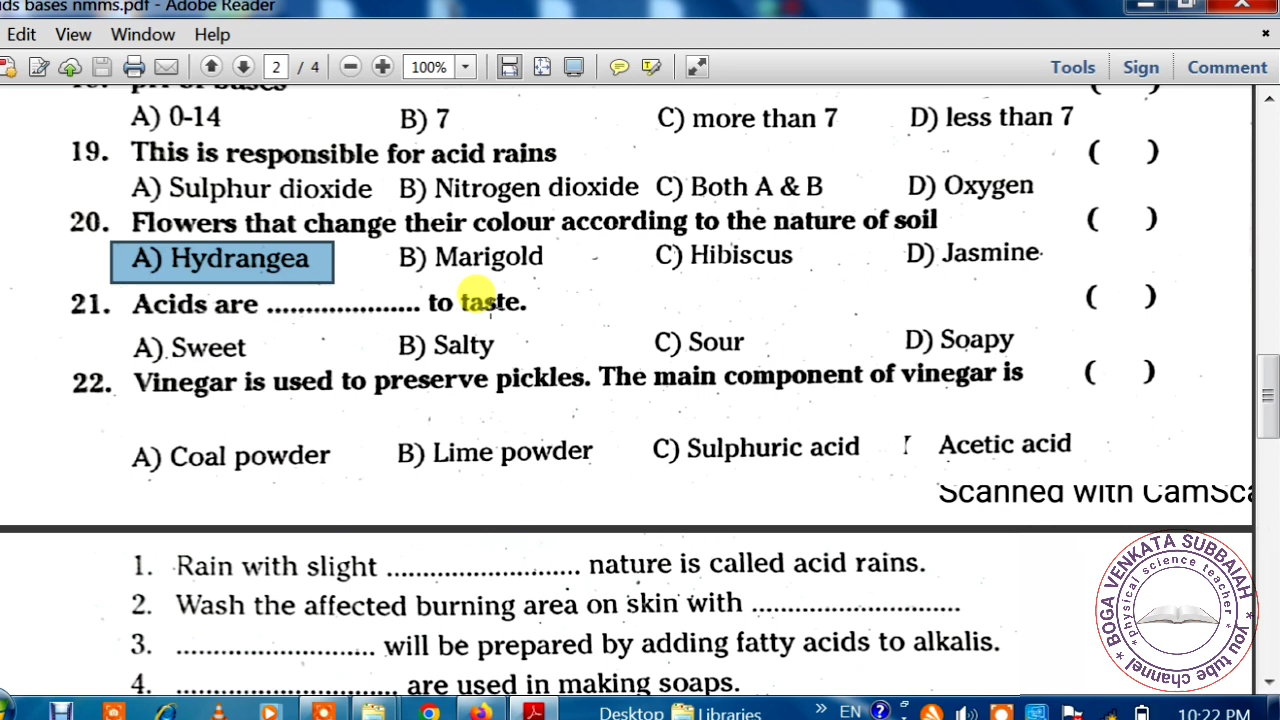 ids bases nmms.pdf - Adobe Reader
Edit View Window Help
2 / 4 100% Tools Sign Comment
A) 0-14 B) 7 C) more than 7 D) less than 7
19. This is responsible for acid rains ( )
A) Sulphur dioxide B) Nitrogen dioxide C) Both A & B D) Oxygen
20. Flowers that change their colour according to the nature of soil ( )
A) Hydrangea B) Marigold C) Hibiscus D) Jasmine
21. Acids are .................... to taste. ( )
A) Sweet B) Salty C) Sour D) Soapy
22. Vinegar is used to preserve pickles. The main component of vinegar is ( )
A) Coal powder B) Lime powder C) Sulphuric acid Acetic acid
Scanned with CamSca
1. Rain with slight ........................... nature is called acid rains.
2. Wash the affected burning area on skin with .............................
3. ........................... will be prepared by adding fatty acids to alkalis.
4. ............................... are used in making soaps.
* BOGA VENKATA SUBBAIAH * you tube channel
*physical science teacher*
Desktop Libraries » EN 10:22 PM